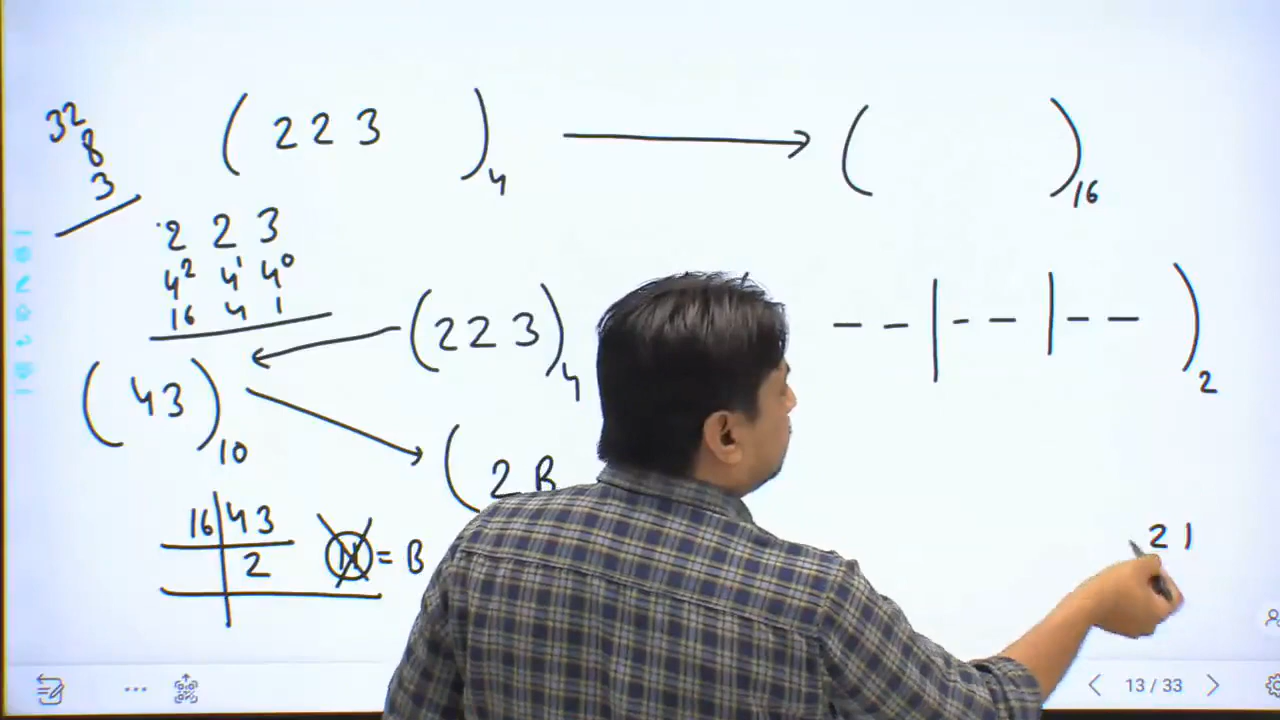 32
8
3
( 2 2 3 )4 → ( )16
2 2 3
4² 4¹ 4⁰
16 4 1
(2 2 3)4
-- | -- | -- )2
( 43 )10
( 2 B
16 | 43
2
11 = B
2 1
13 / 33